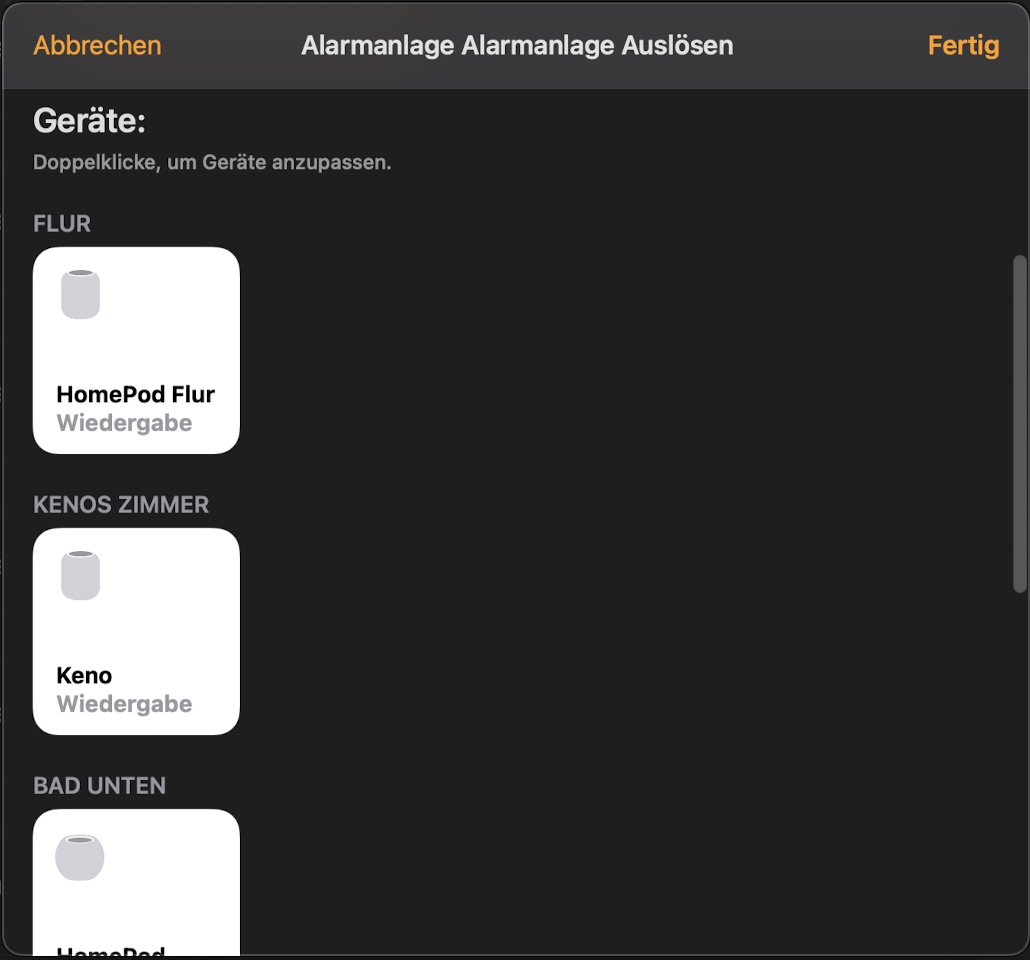 Abbrechen
Alarmanlage Alarmanlage Auslösen
Fertig
Geräte:
Doppelklicke, um Geräte anzupassen.
FLUR
HomePod Flur
Wiedergabe
KENOS ZIMMER
Keno
Wiedergabe
BAD UNTEN
HomePod